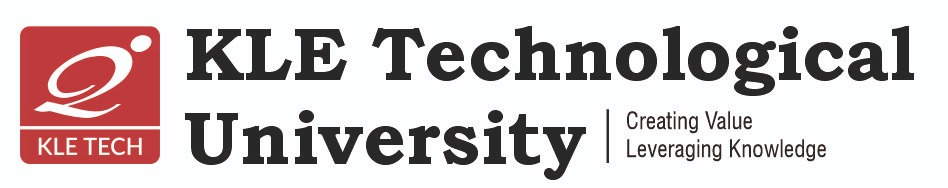 KLE TECH
KLE Technological
University
Creating Value
Leveraging Knowledge